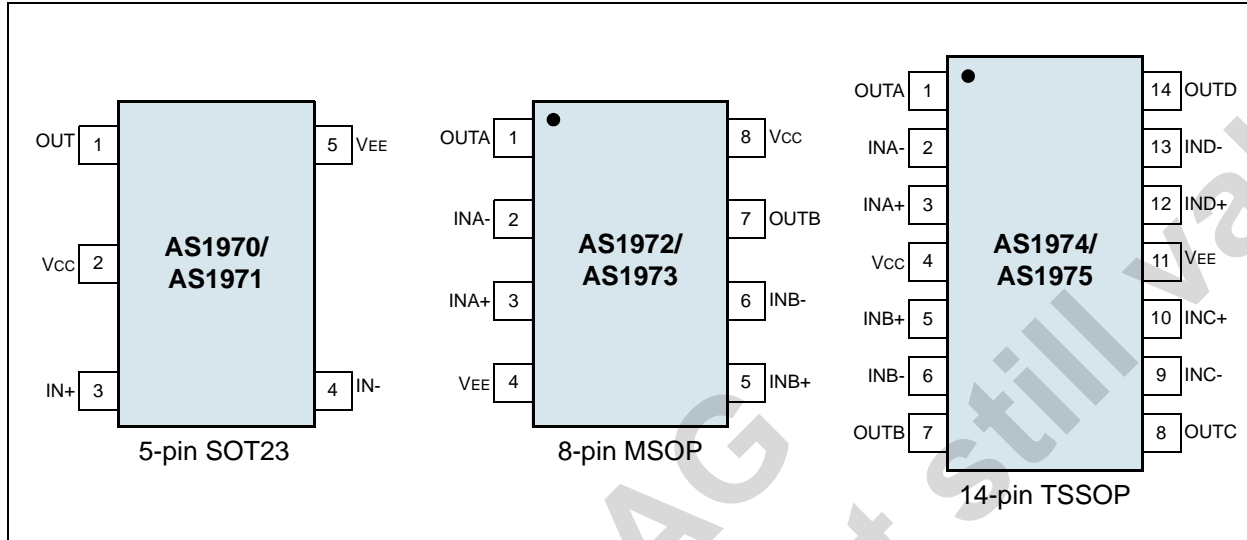 OUT 1
5 VEE
VCC 2
AS1970/
AS1971
IN+ 3
4 IN-
5-pin SOT23
OUTA 1
8 VCC
INA- 2
7 OUTB
AS1972/
AS1973
INA+ 3
6 INB-
VEE 4
5 INB+
8-pin MSOP
OUTA 1
14 OUTD
INA- 2
13 IND-
INA+ 3
12 IND+
AS1974/
AS1975
VCC 4
11 VEE
INB+ 5
10 INC+
INB- 6
9 INC-
OUTB 7
8 OUTC
14-pin TSSOP
AG
still